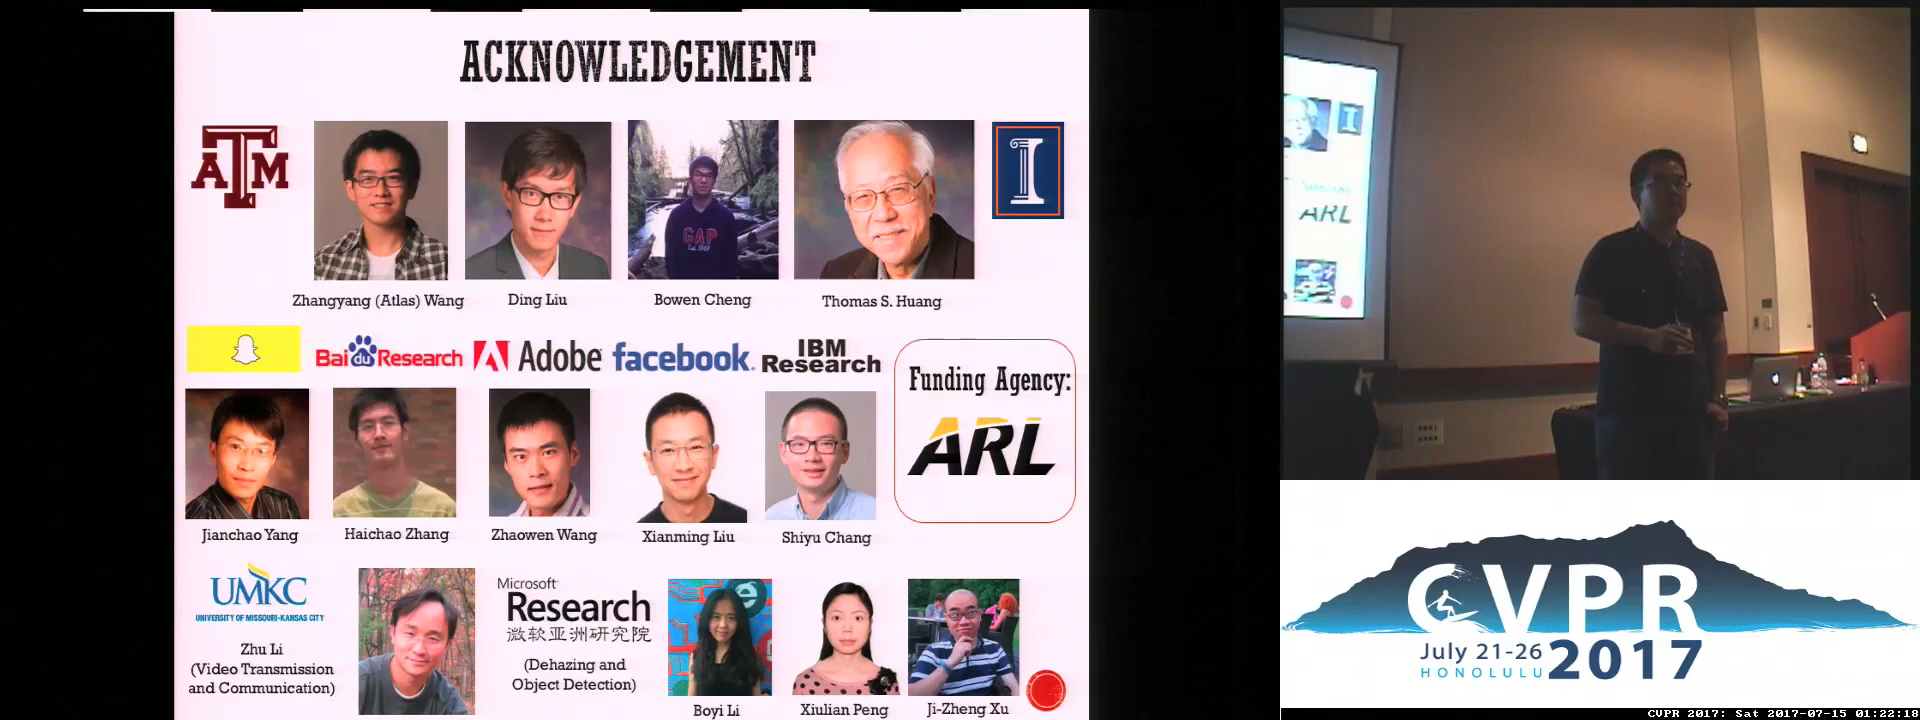 ACKNOWLEDGEMENT
ATM
GAP
I
Zhangyang (Atlas) Wang
Ding Liu
Bowen Cheng
Thomas S. Huang
Baidu Research
Adobe
facebook.
IBM
Research
Funding Agency:
ARL
Jianchao Yang
Haichao Zhang
Zhaowen Wang
Xianming Liu
Shiyu Chang
UMKC
UNIVERSITY OF MISSOURI-KANSAS CITY
Zhu Li
(Video Transmission
and Communication)
Microsoft
Research
微软亚洲研究院
(Dehazing and
Object Detection)
Boyi Li
Xiulian Peng
Ji-Zheng Xu
I
ARL
CVPR
July 21-26
HONOLULU
2017
CVPR 2017: Sat 2017-07-15 01:22:18